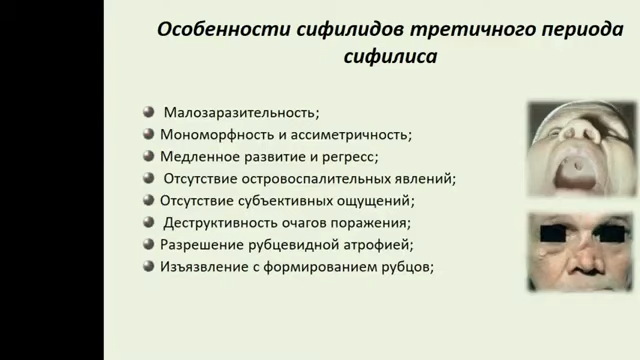 Особенности сифилидов третичного периода
сифилиса
Малозаразительность;
Мономорфность и ассиметричность;
Медленное развитие и регресс;
Отсутствие островоспалительных явлений;
Отсутствие субъективных ощущений;
Деструктивность очагов поражения;
Разрешение рубцевидной атрофией;
Изъязвление с формированием рубцов;